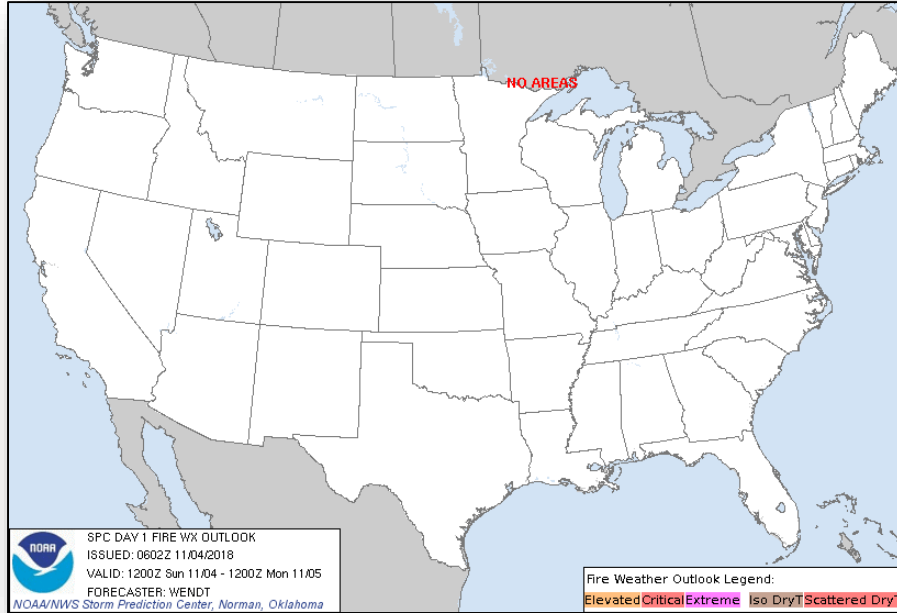 NO AREAS
NOAA
SPC DAY 1 FIRE WX OUTLOOK
ISSUED: 0602Z 11/04/2018
VALID: 1200Z Sun 11/04 - 1200Z Mon 11/05
FORECASTER: WENDT
NOAA/NWS Storm Prediction Center, Norman, Oklahoma
Fire Weather Outlook Legend:
Elevated Critical Extreme Iso DryT Scattered DryT